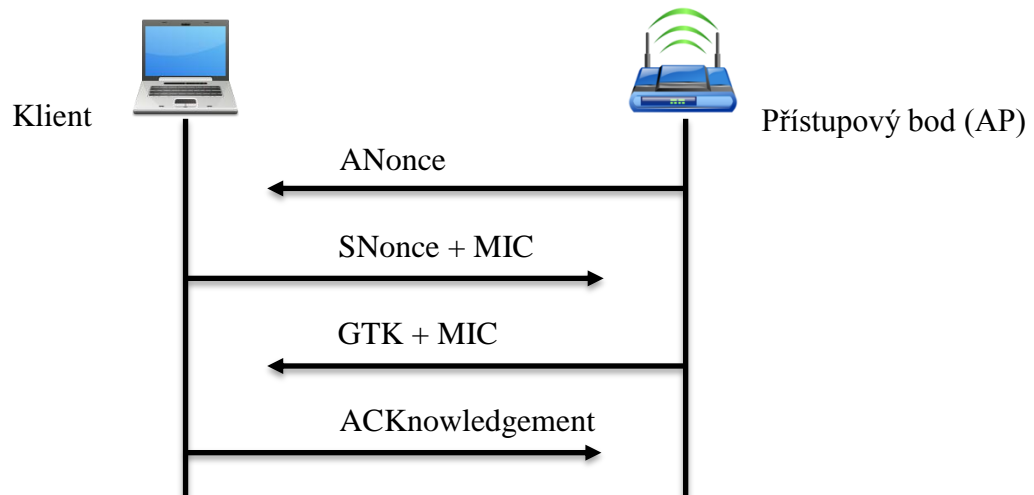 Klient
Přístupový bod (AP)
ANonce
SNonce + MIC
GTK + MIC
ACKnowledgement